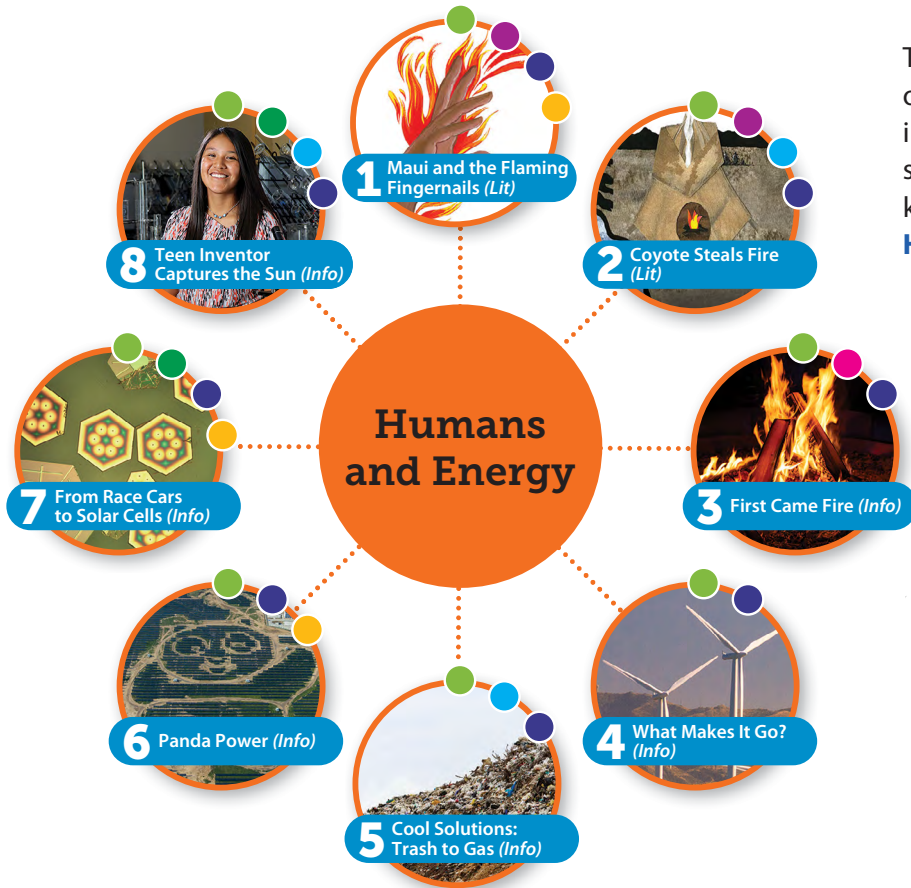 1 Maui and the Flaming
Fingernails (Lit)
2 Coyote Steals Fire
(Lit)
3 First Came Fire (Info)
4 What Makes It Go?
(Info)
5 Cool Solutions:
Trash to Gas (Info)
6 Panda Power (Info)
7 From Race Cars
to Solar Cells (Info)
8 Teen Inventor
Captures the Sun (Info)
Humans
and Energy